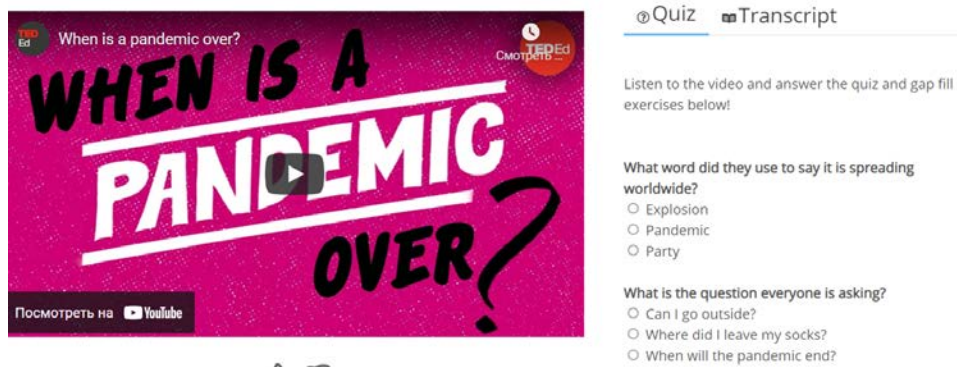 TED
Ed
When is a pandemic over?
TEDEd
Смотреть ...
WHEN IS A
PANDEMIC
OVER?
Посмотреть на YouTube
Quiz
Transcript
Listen to the video and answer the quiz and gap fill
exercises below!
What word did they use to say it is spreading
worldwide?
Explosion
Pandemic
Party
What is the question everyone is asking?
Can I go outside?
Where did I leave my socks?
When will the pandemic end?